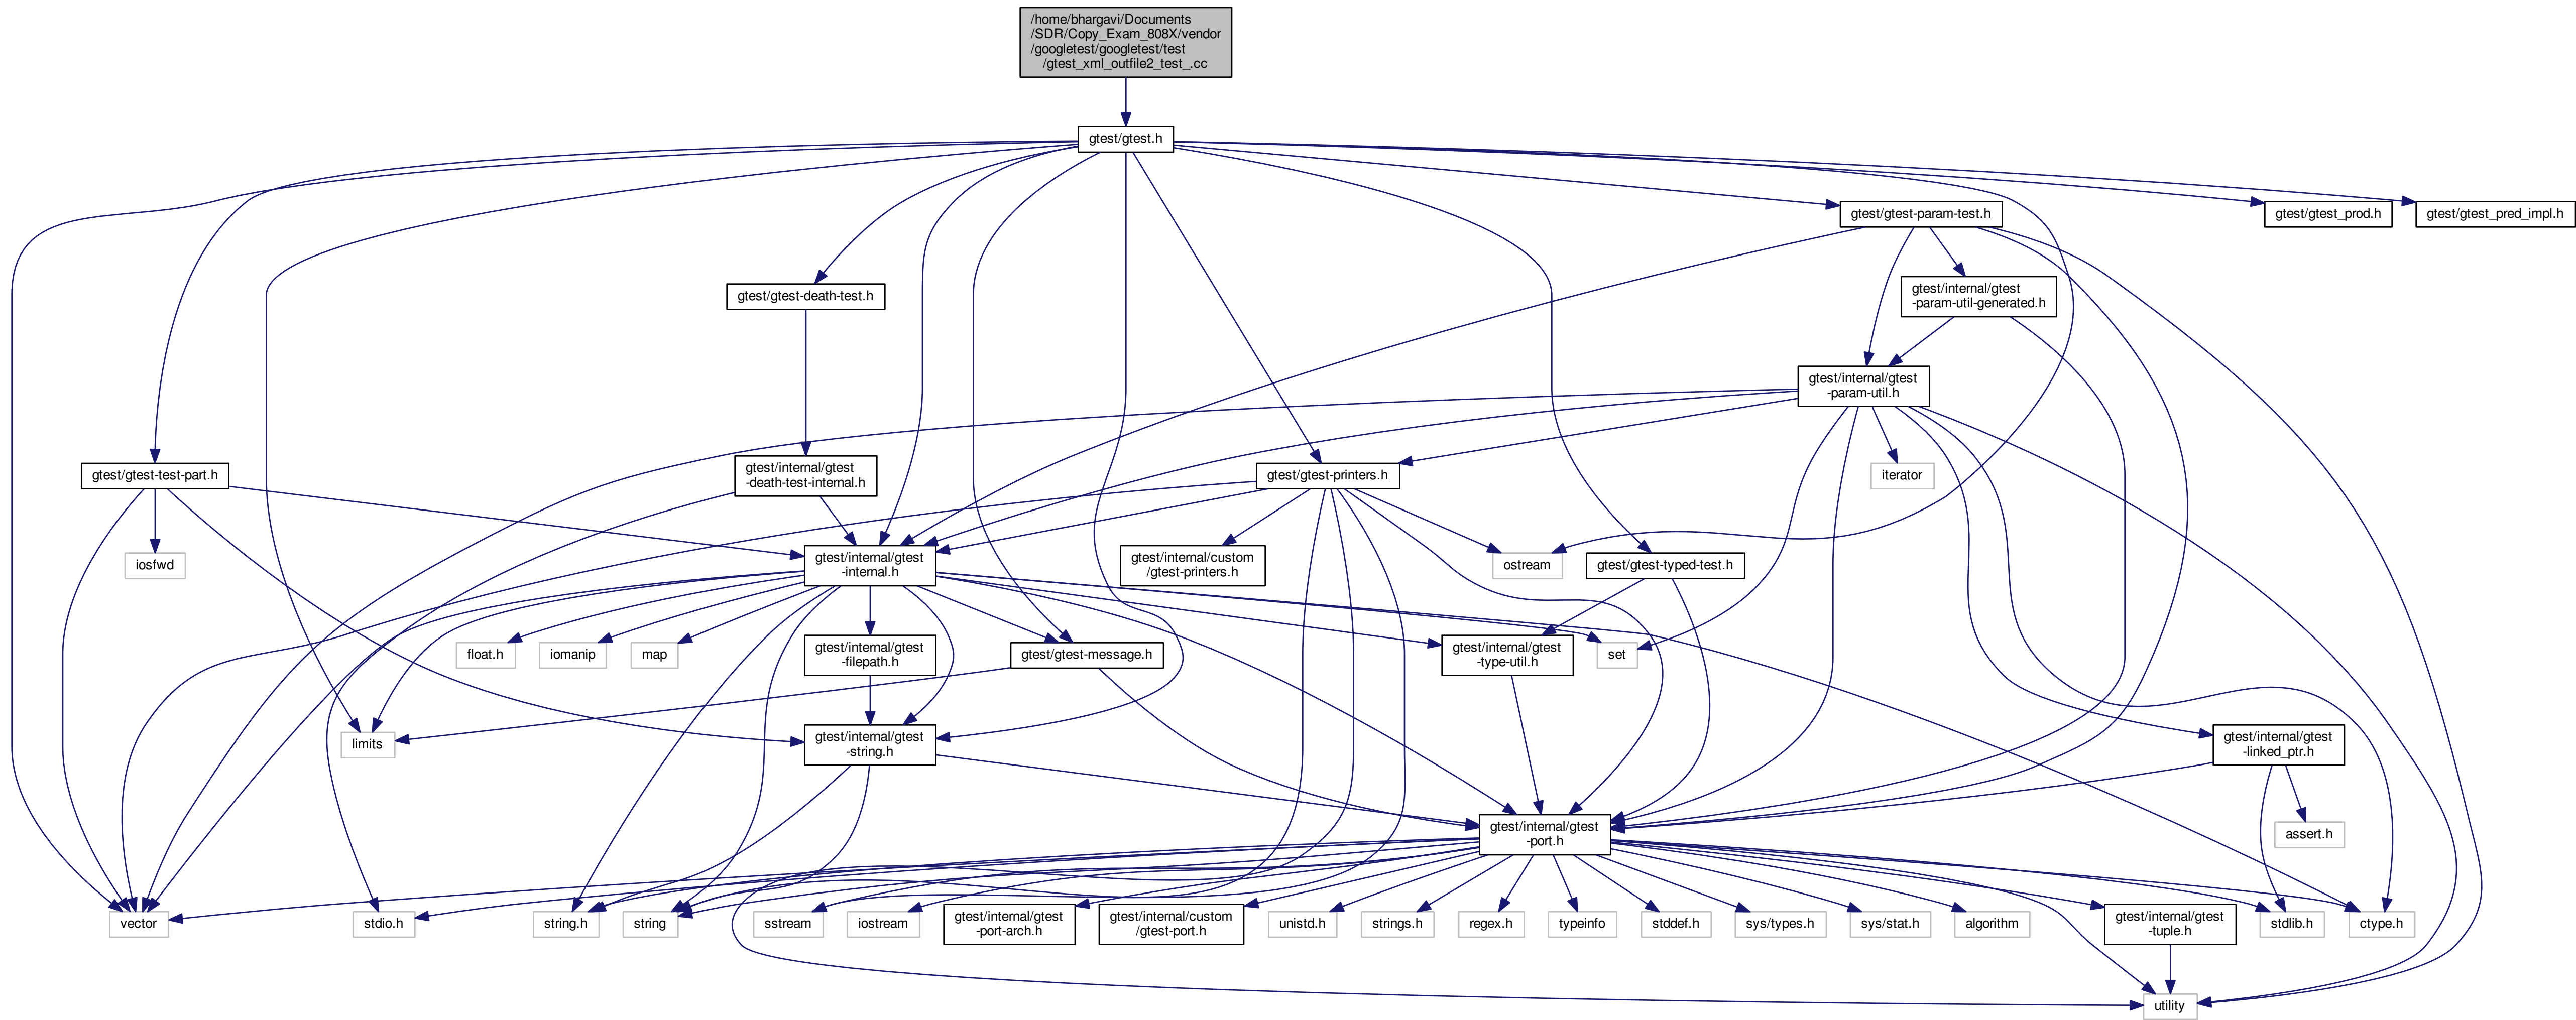 /home/bhargavi/Documents
/SDR/Copy_Exam_808X/vendor
/googletest/googletest/test
/gtest_xml_outfile2_test_.cc
gtest/gtest.h
gtest/gtest-param-test.h
gtest/gtest_prod.h
gtest/gtest_pred_impl.h
gtest/gtest-death-test.h
gtest/internal/gtest
-param-util-generated.h
gtest/internal/gtest
-param-util.h
gtest/gtest-test-part.h
gtest/internal/gtest
-death-test-internal.h
gtest/gtest-printers.h
iterator
iosfwd
gtest/internal/gtest
-internal.h
gtest/internal/custom
/gtest-printers.h
ostream
gtest/gtest-typed-test.h
float.h
iomanip
map
gtest/internal/gtest
-filepath.h
gtest/gtest-message.h
gtest/internal/gtest
-type-util.h
set
limits
gtest/internal/gtest
-string.h
gtest/internal/gtest
-linked_ptr.h
gtest/internal/gtest
-port.h
assert.h
vector
stdio.h
string.h
string
sstream
iostream
gtest/internal/gtest
-port-arch.h
gtest/internal/custom
/gtest-port.h
unistd.h
strings.h
regex.h
typeinfo
stddef.h
sys/types.h
sys/stat.h
algorithm
gtest/internal/gtest
-tuple.h
stdlib.h
ctype.h
utility